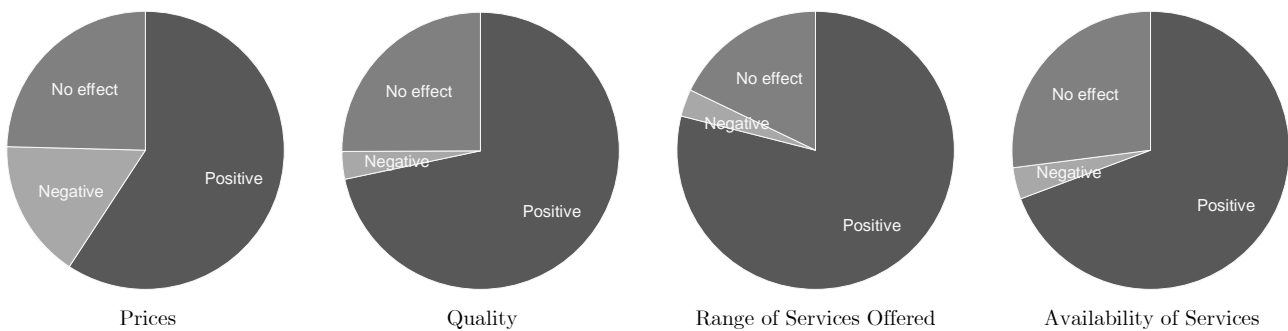 No effect
Negative
Positive
Prices
No effect
Negative
Positive
Quality
No effect
Negative
Positive
Range of Services Offered
No effect
Negative
Positive
Availability of Services